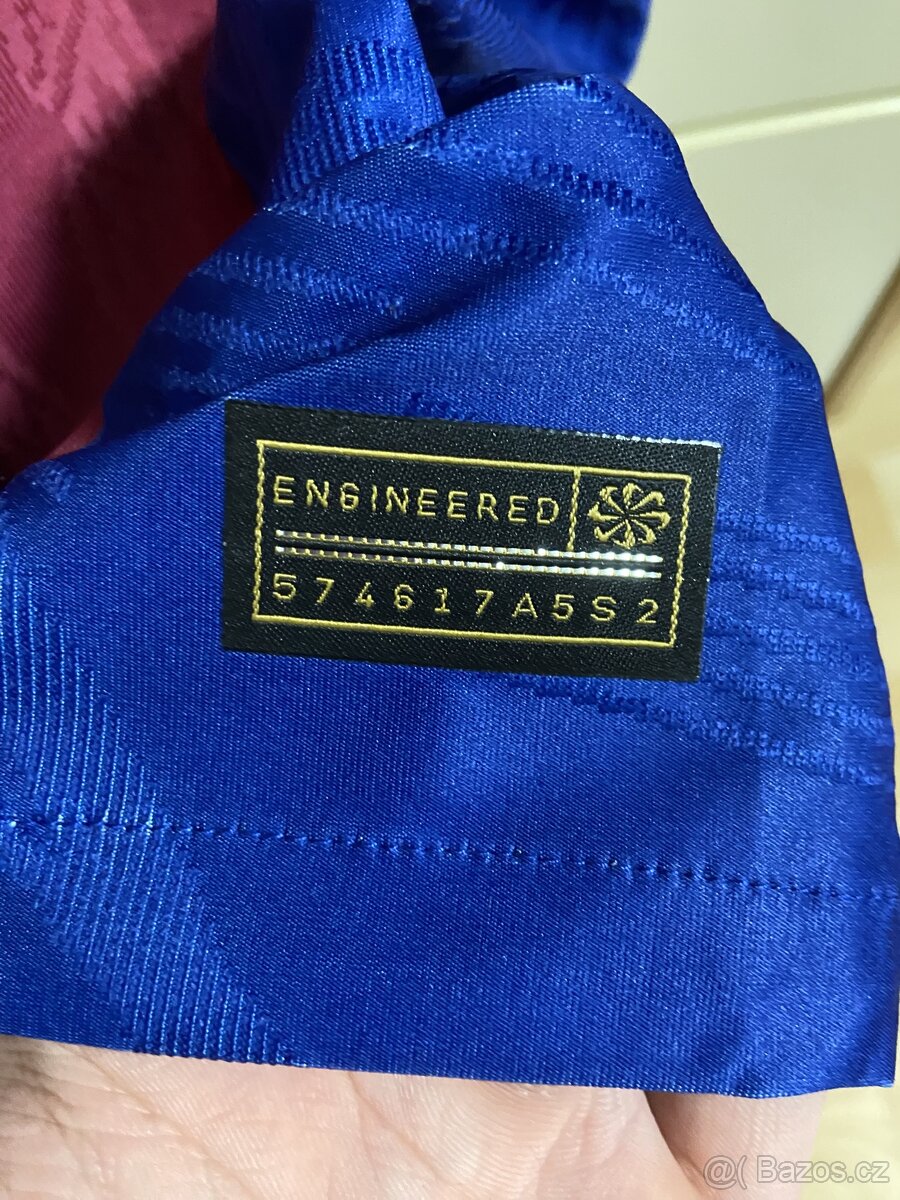 ENGINEERED
574617A5S2
@( Bazos.cz